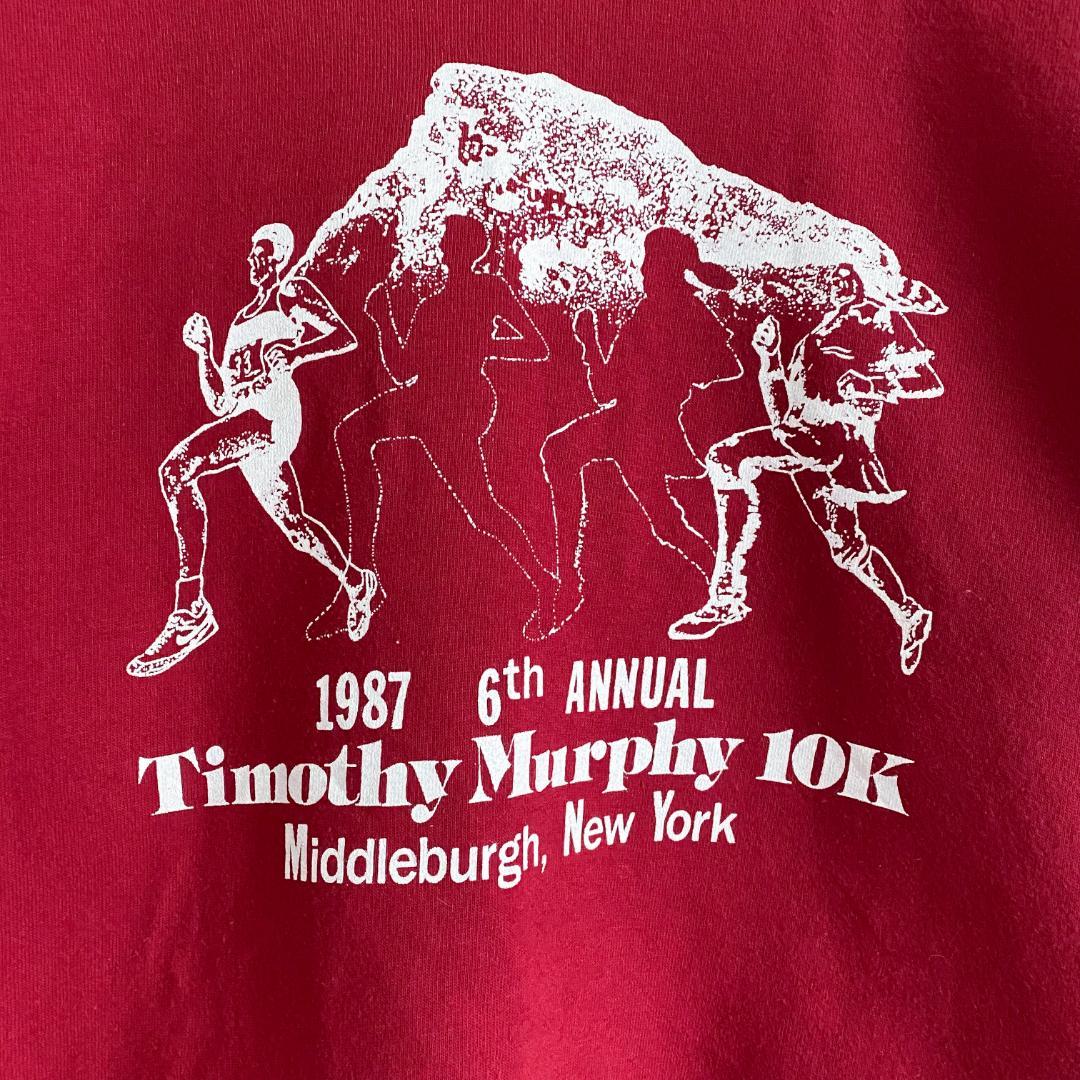 1987 6th ANNUAL
Timothy Murphy 10K
Middleburgh, New York